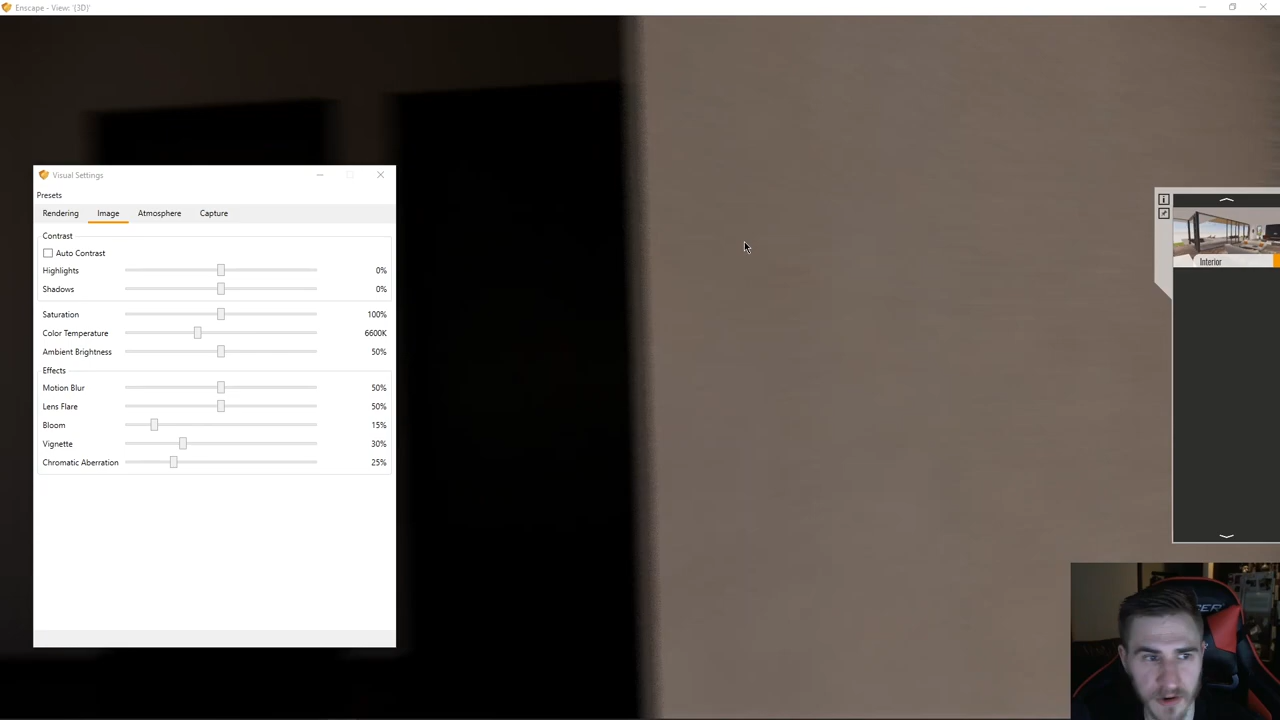 Enscape - View: '{3D}'
Visual Settings
Presets
Rendering Image Atmosphere Capture
Contrast
Auto Contrast
Highlights 0%
Shadows 0%
Saturation 100%
Color Temperature 6600K
Ambient Brightness 50%
Effects
Motion Blur 50%
Lens Flare 50%
Bloom 15%
Vignette 30%
Chromatic Aberration 25%
i
Interior